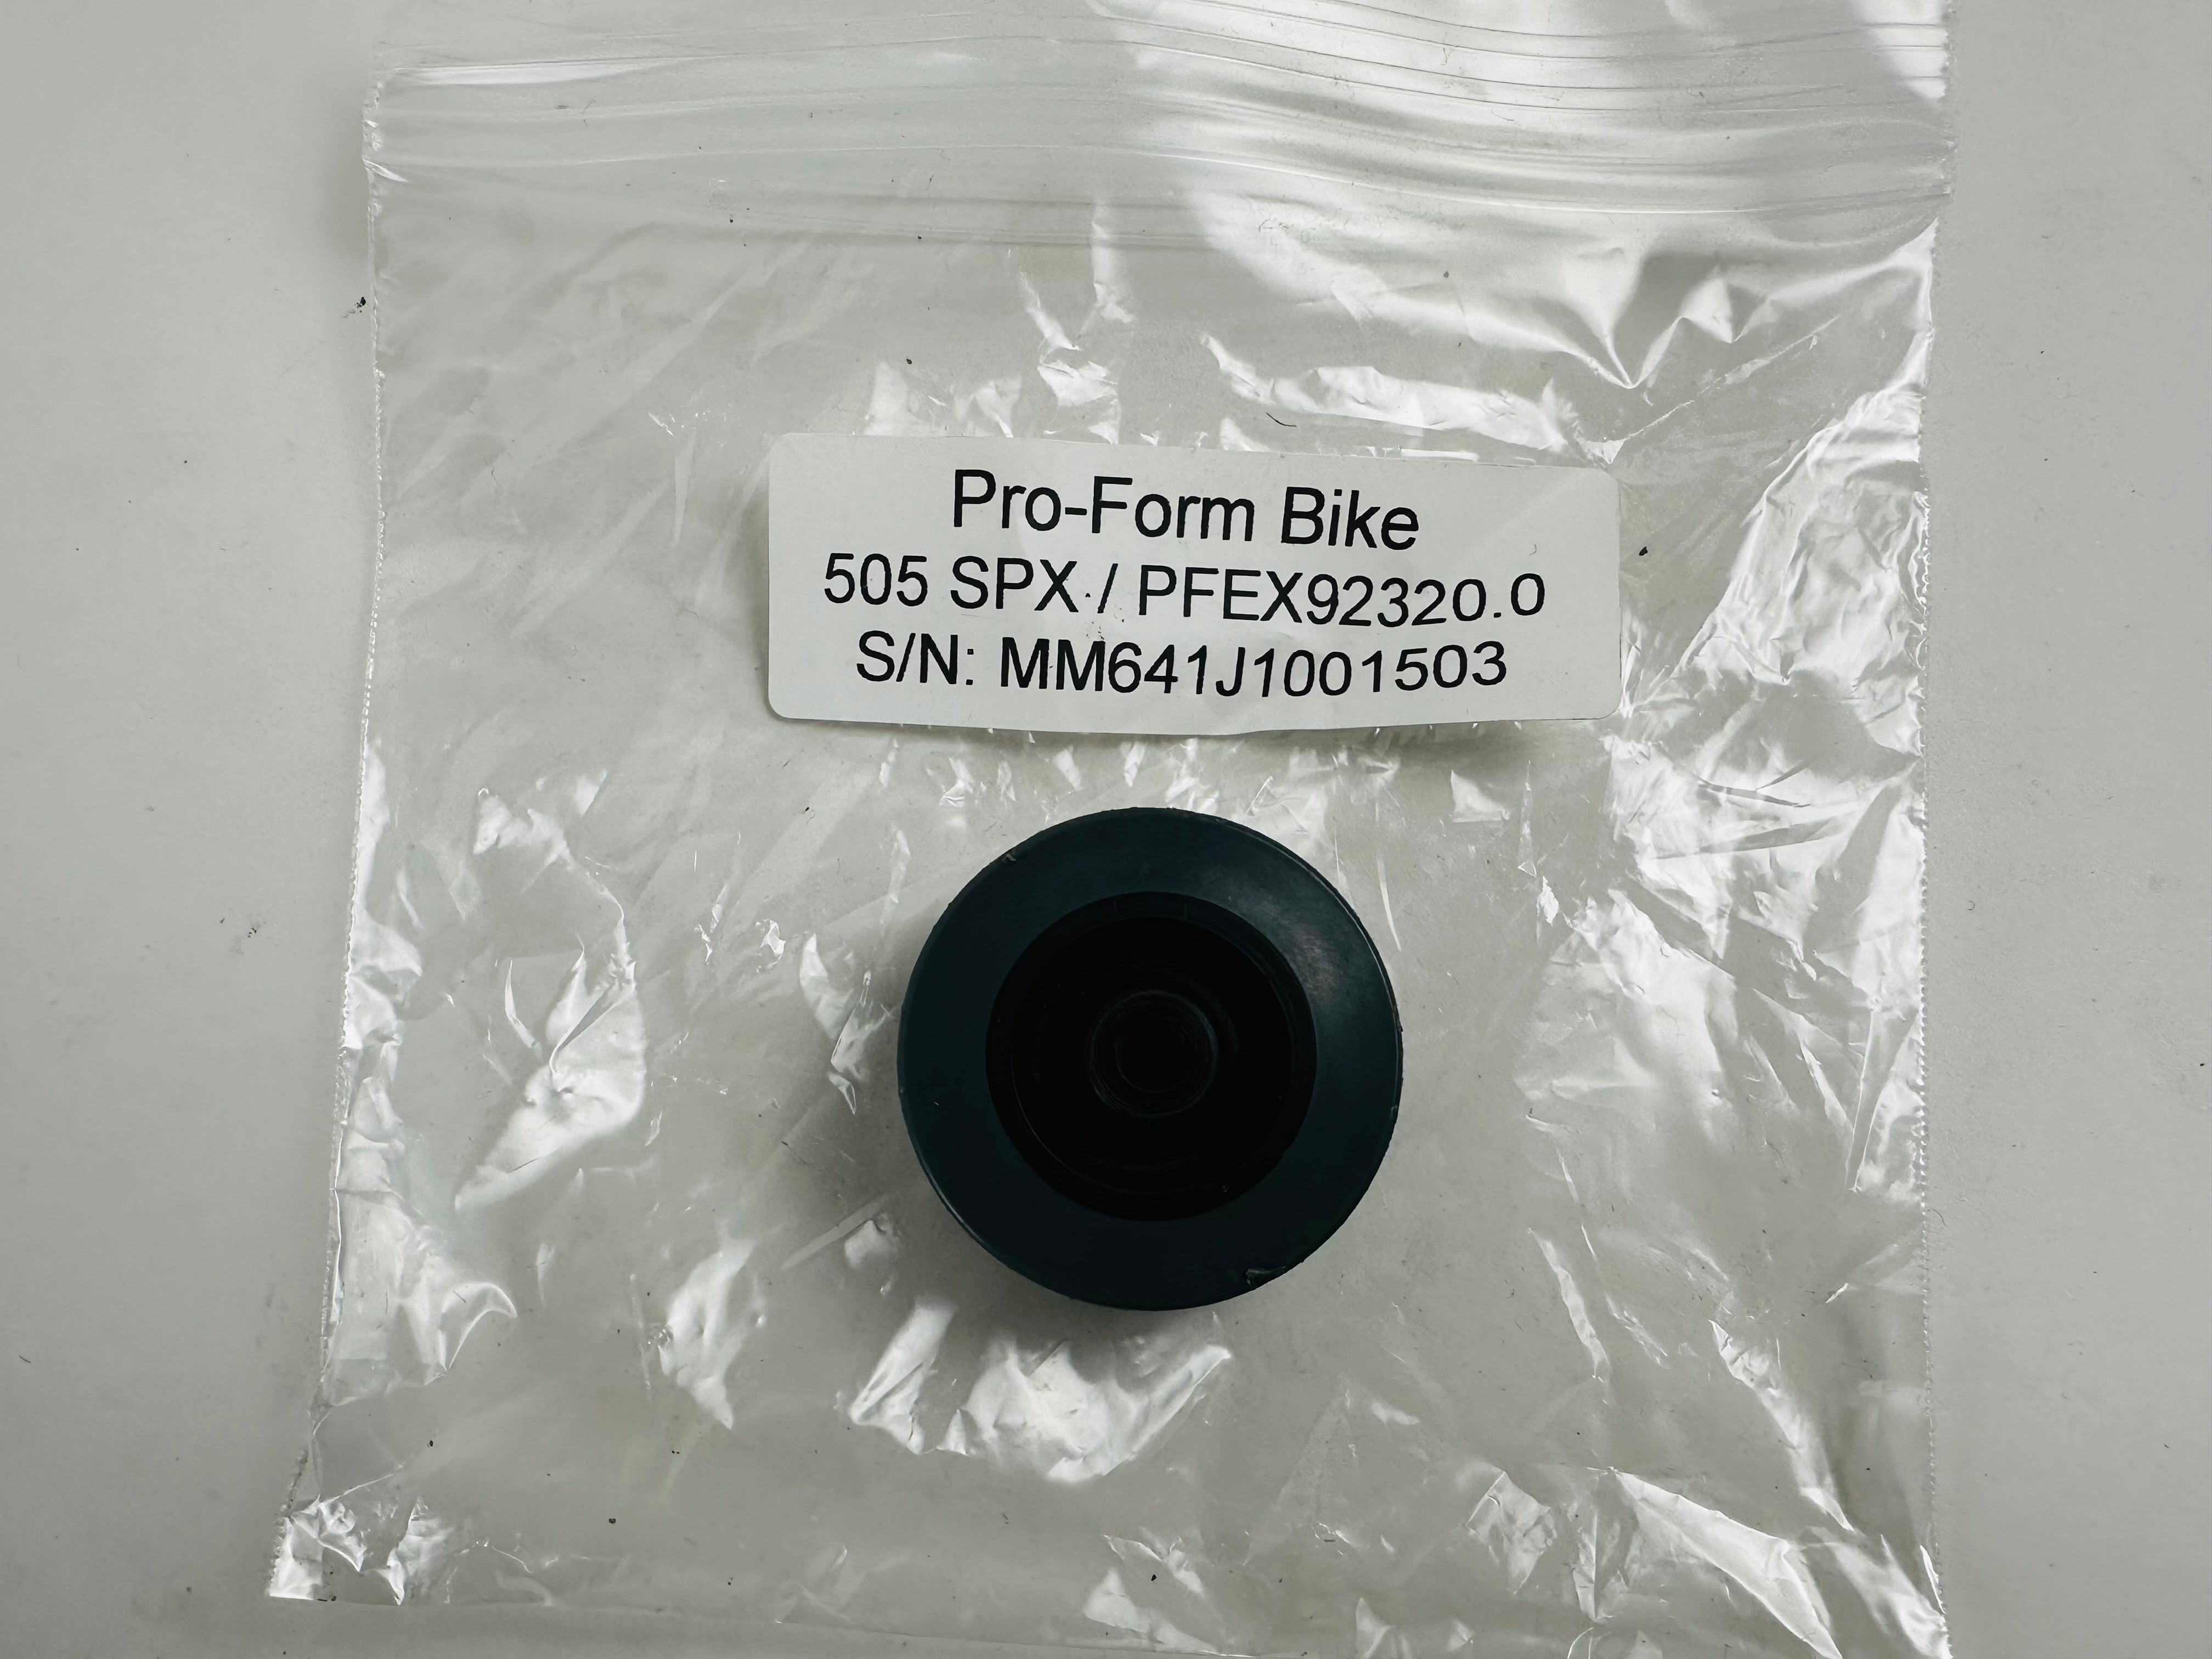 Pro-Form Bike
505 SPX / PFEX92320.0
S/N: MM641J1001503